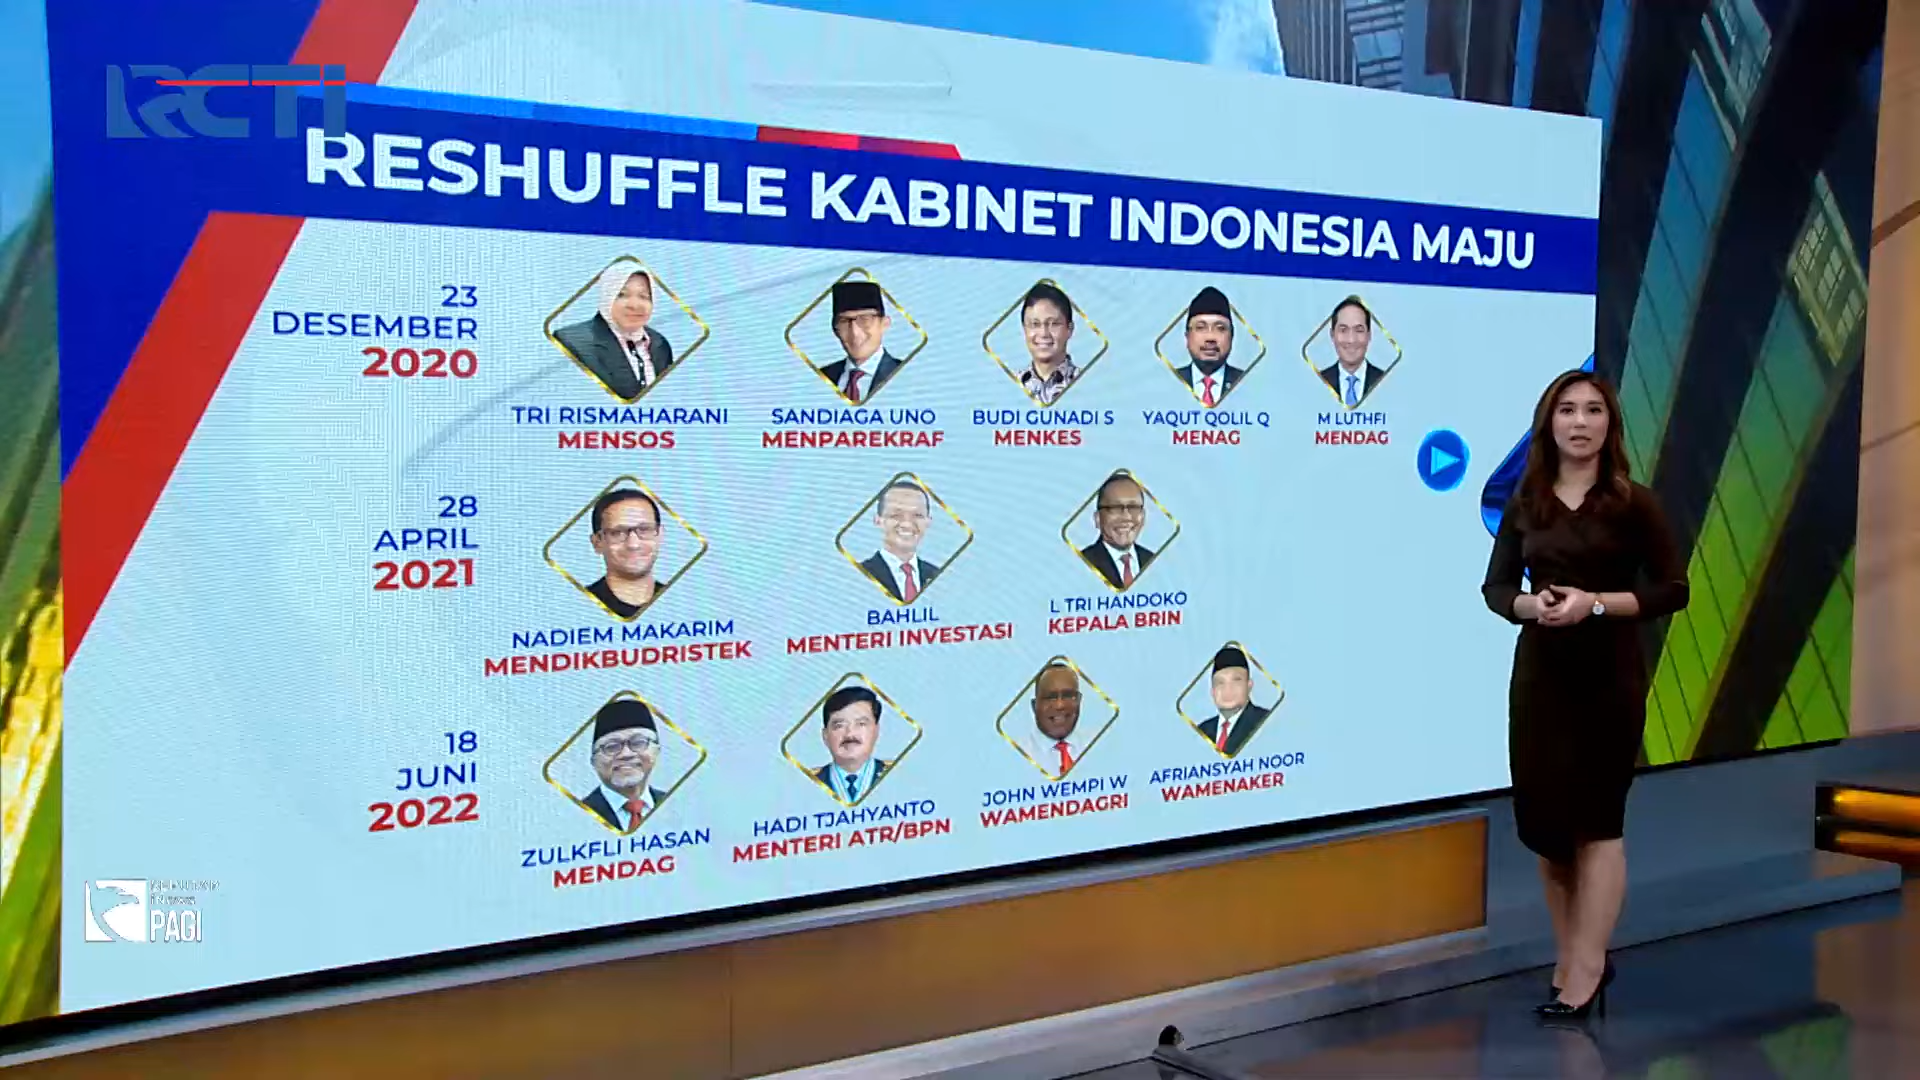 RCTI
RESHUFFLE KABINET INDONESIA MAJU
23
DESEMBER
2020
TRI RISMAHARANI
MENSOS
SANDIAGA UNO
MENPAREKRAF
BUDI GUNADI S
MENKES
YAQUT QOLIL Q
MENAG
M LUTHFI
MENDAG
28
APRIL
2021
NADIEM MAKARIM
MENDIKBUDRISTEK
BAHLIL
MENTERI INVESTASI
L TRI HANDOKO
KEPALA BRIN
18
JUNI
2022
ZULKFLI HASAN
MENDAG
HADI TJAHYANTO
MENTERI ATR/BPN
JOHN WEMPI W
WAMENDAGRI
AFRIANSYAH NOOR
WAMENAKER
iNews
PAGI